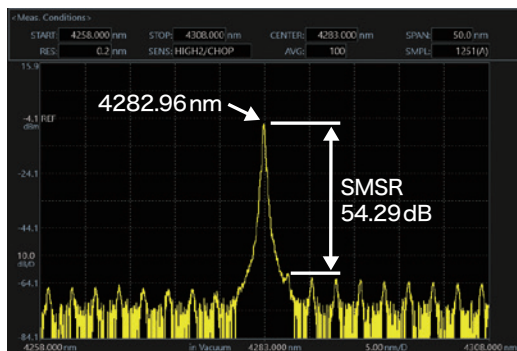 <Meas. Conditions>
START: 4258.000 nm STOP: 4308.000 nm CENTER: 4283.000 nm SPAN: 50.0 nm
RES: 0.2 nm SENS: HIGH2/CHOP AVG: 100 SMPL: 1251(A)
15.9
4282.96 nm
-4.1 REF
dBm
-24.1
SMSR
54.29 dB
-44.1
10.0
dB/D
-64.1
-84.1
4258.000 nm in Vacuum 4283.000 nm 5.00 nm/D 4308.000 nm